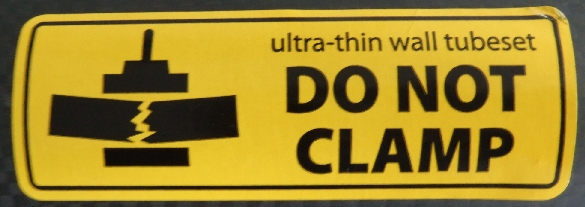 ultra-thin wall tubeset
DO NOT
CLAMP